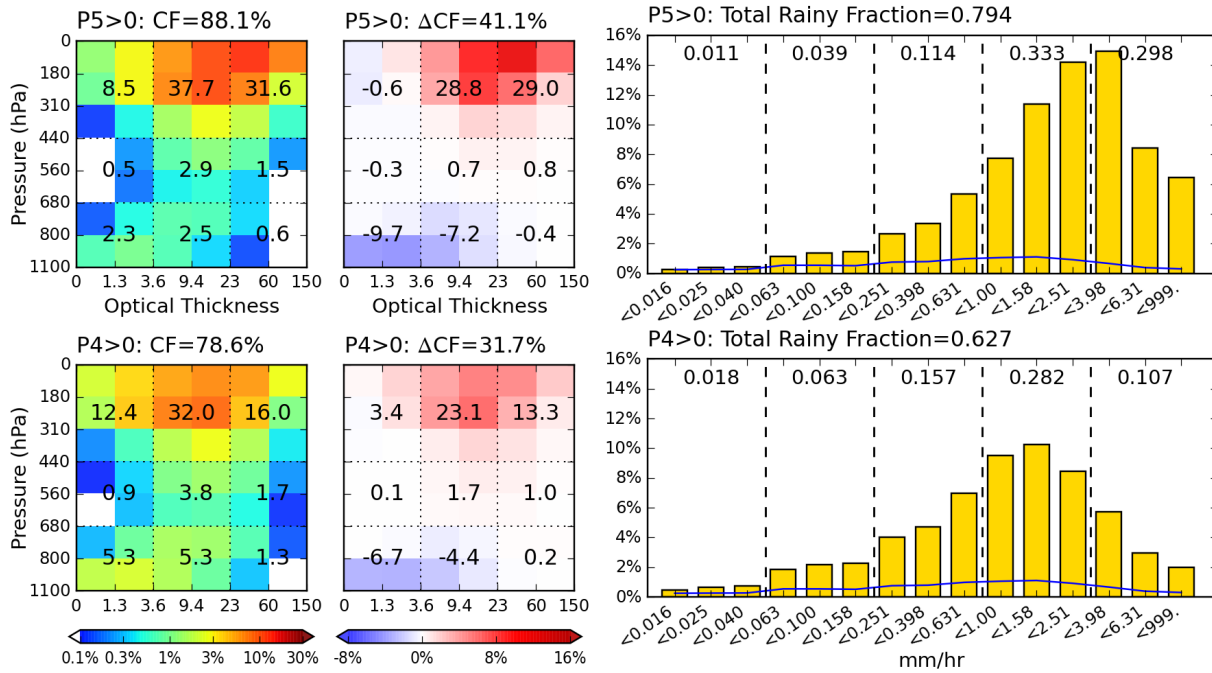 P5>0: CF=88.1%
P5>0: ΔCF=41.1%
P5>0: Total Rainy Fraction=0.794
Pressure (hPa)
0
180
310
440
560
680
800
1100
8.5 37.7 31.6
0.5 2.9 1.5
2.3 2.5 0.6
0 1.3 3.6 9.4 23 60 150
Optical Thickness
-0.6 28.8 29.0
-0.3 0.7 0.8
-9.7 -7.2 -0.4
0 1.3 3.6 9.4 23 60 150
Optical Thickness
16%
14%
12%
10%
8%
6%
4%
2%
0%
0.011 0.039 0.114 0.333 0.298
<0.016 <0.025 <0.040 <0.063 <0.100 <0.158 <0.251 <0.398 <0.631 <1.00 <1.58 <2.51 <3.98 <6.31 <999.
P4>0: CF=78.6%
P4>0: ΔCF=31.7%
P4>0: Total Rainy Fraction=0.627
Pressure (hPa)
0
180
310
440
560
680
800
1100
12.4 32.0 16.0
0.9 3.8 1.7
5.3 5.3 1.3
0 1.3 3.6 9.4 23 60 150
3.4 23.1 13.3
0.1 1.7 1.0
-6.7 -4.4 0.2
0 1.3 3.6 9.4 23 60 150
16%
14%
12%
10%
8%
6%
4%
2%
0%
0.018 0.063 0.157 0.282 0.107
<0.016 <0.025 <0.040 <0.063 <0.100 <0.158 <0.251 <0.398 <0.631 <1.00 <1.58 <2.51 <3.98 <6.31 <999.
mm/hr
0.1% 0.3% 1% 3% 10% 30%
-8% 0% 8% 16%